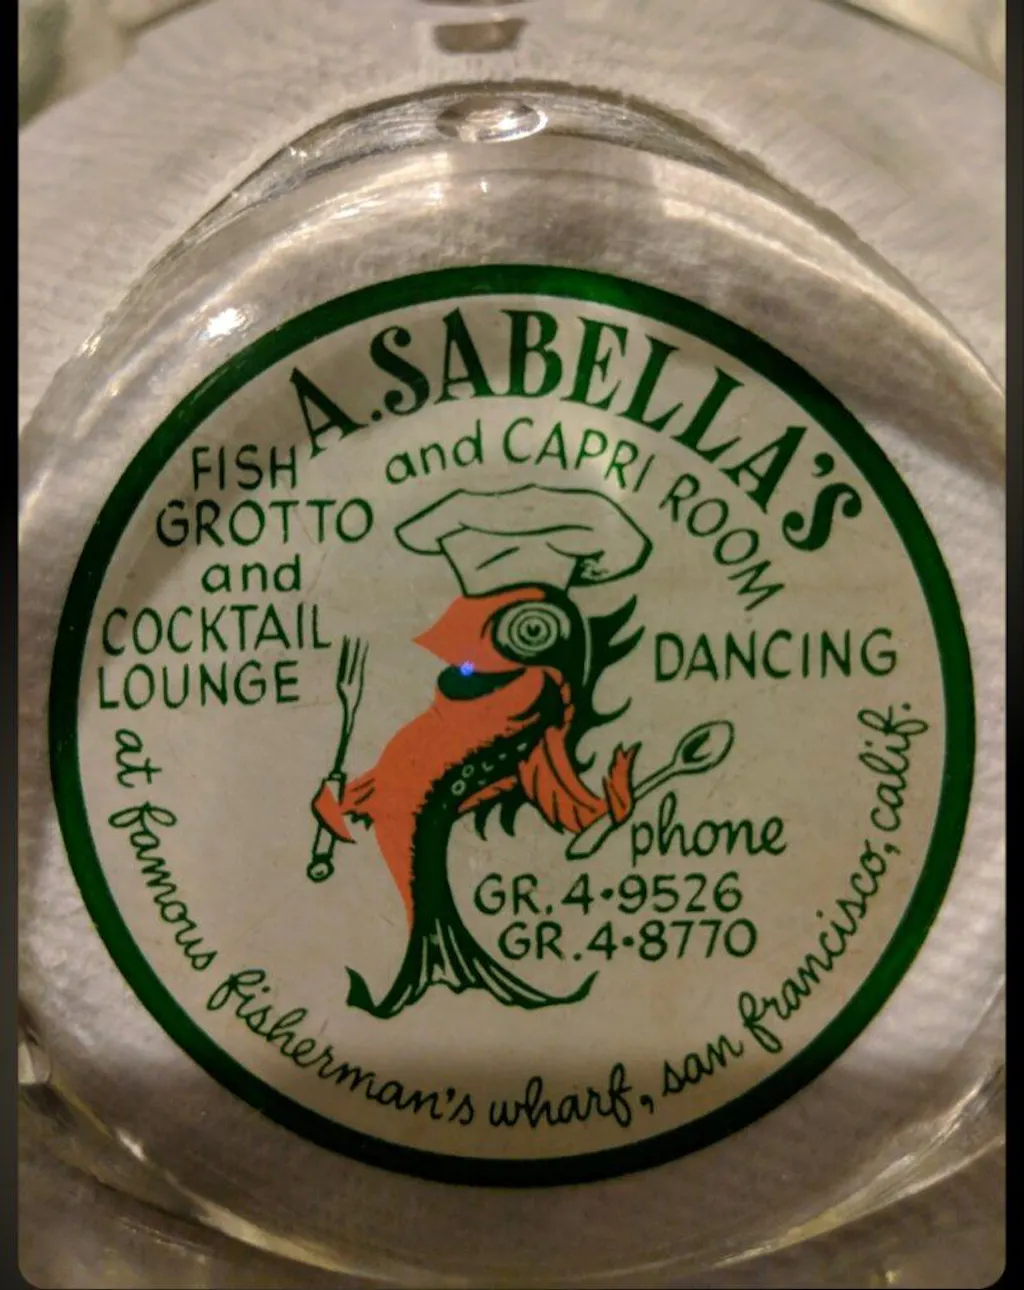 A. SABELLA'S
and CAPRI ROOM
FISH
GROTTO
and
COCKTAIL
LOUNGE
DANCING
phone
GR. 4·9526
GR. 4·8770
at famous fisherman's wharf, san francisco, calif.